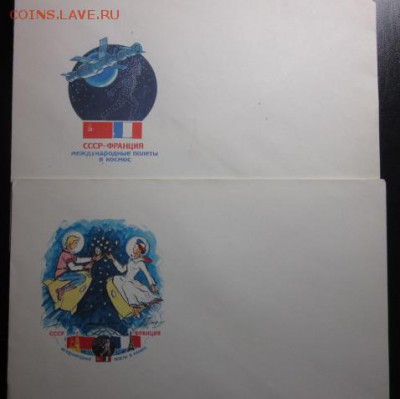 COINS.LAVE.RU
СССР-ФРАНЦИЯ
МЕЖДУНАРОДНЫЕ ПОЛЕТЫ
В КОСМОС
СССР ФРАНЦИЯ